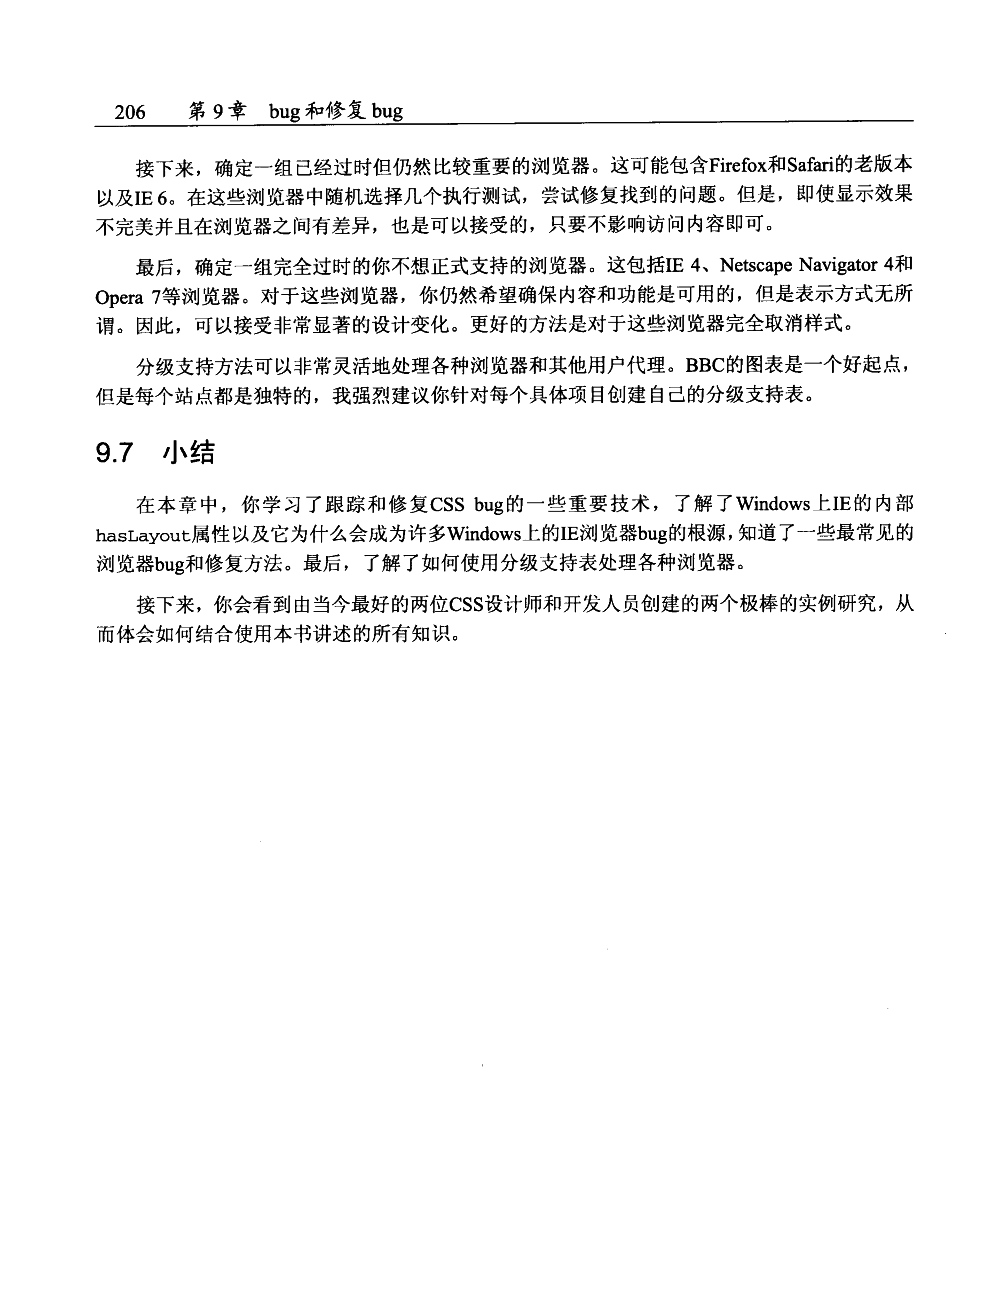 206 第9章 bug和修复bug
接下来，确定一组已经过时但仍然比较重要的浏览器。这可能包含Firefox和Safari的老版本
以及IE 6。在这些浏览器中随机选择几个执行测试，尝试修复找到的问题。但是，即使显示效果
不完美并且在浏览器之间有差异，也是可以接受的，只要不影响访问内容即可。
最后，确定一组完全过时的你不想正式支持的浏览器。这包括IE 4、Netscape Navigator 4和
Opera 7等浏览器。对于这些浏览器，你仍然希望确保内容和功能是可用的，但是表示方式无所
谓。因此，可以接受非常显著的设计变化。更好的方法是对于这些浏览器完全取消样式。
分级支持方法可以非常灵活地处理各种浏览器和其他用户代理。BBC的图表是一个好起点，
但是每个站点都是独特的，我强烈建议你针对每个具体项目创建自己的分级支持表。
9.7 小结
在本章中，你学习了跟踪和修复CSS bug的一些重要技术，了解了Windows上IE的内部
hasLayout属性以及它为什么会成为许多Windows上的IE浏览器bug的根源，知道了一些最常见的
浏览器bug和修复方法。最后，了解了如何使用分级支持表处理各种浏览器。
接下来，你会看到由当今最好的两位CSS设计师和开发人员创建的两个极棒的实例研究，从
而体会如何结合使用本书讲述的所有知识。